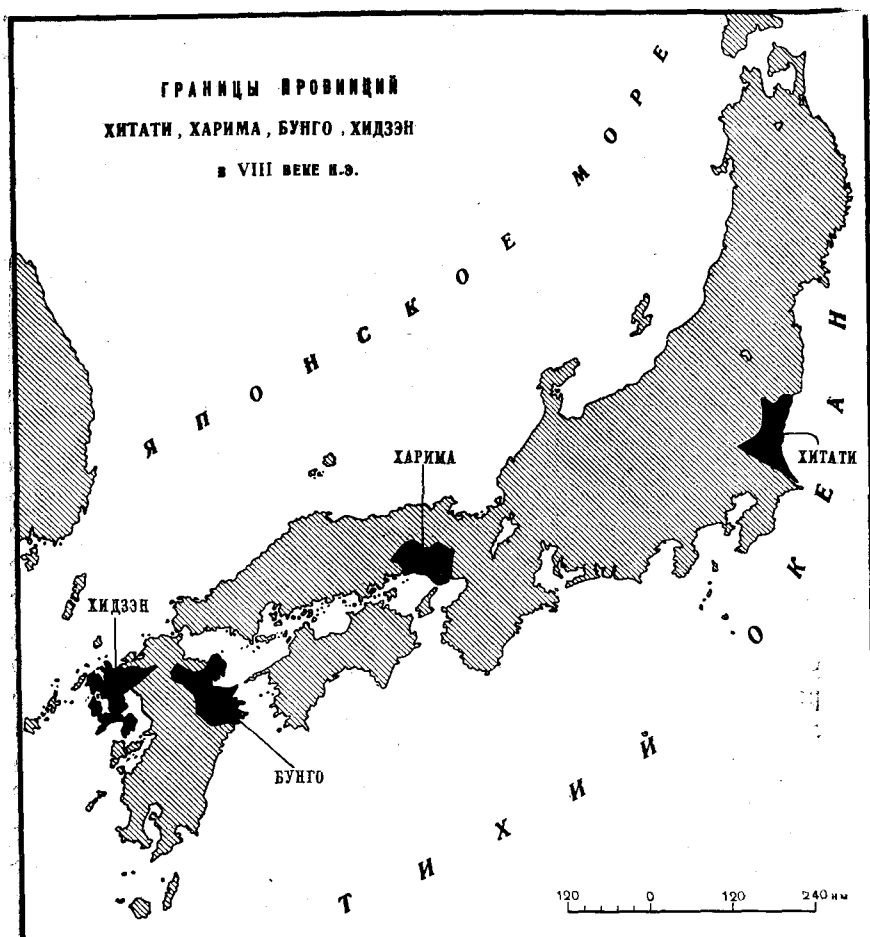 ГРАНИЦЫ ПРОВИНЦИЙ
ХИТАТИ, ХАРИМА, БУНГО, ХИДЗЭН
в VIII ВЕКЕ Н.Э.
ЯПОНСКОЕ МОРЕ
ХАРИМА
ХИТАТИ
ХИДЗЭН
БУНГО
ТИХИЙ ОКЕАН
120 0 120 240 км